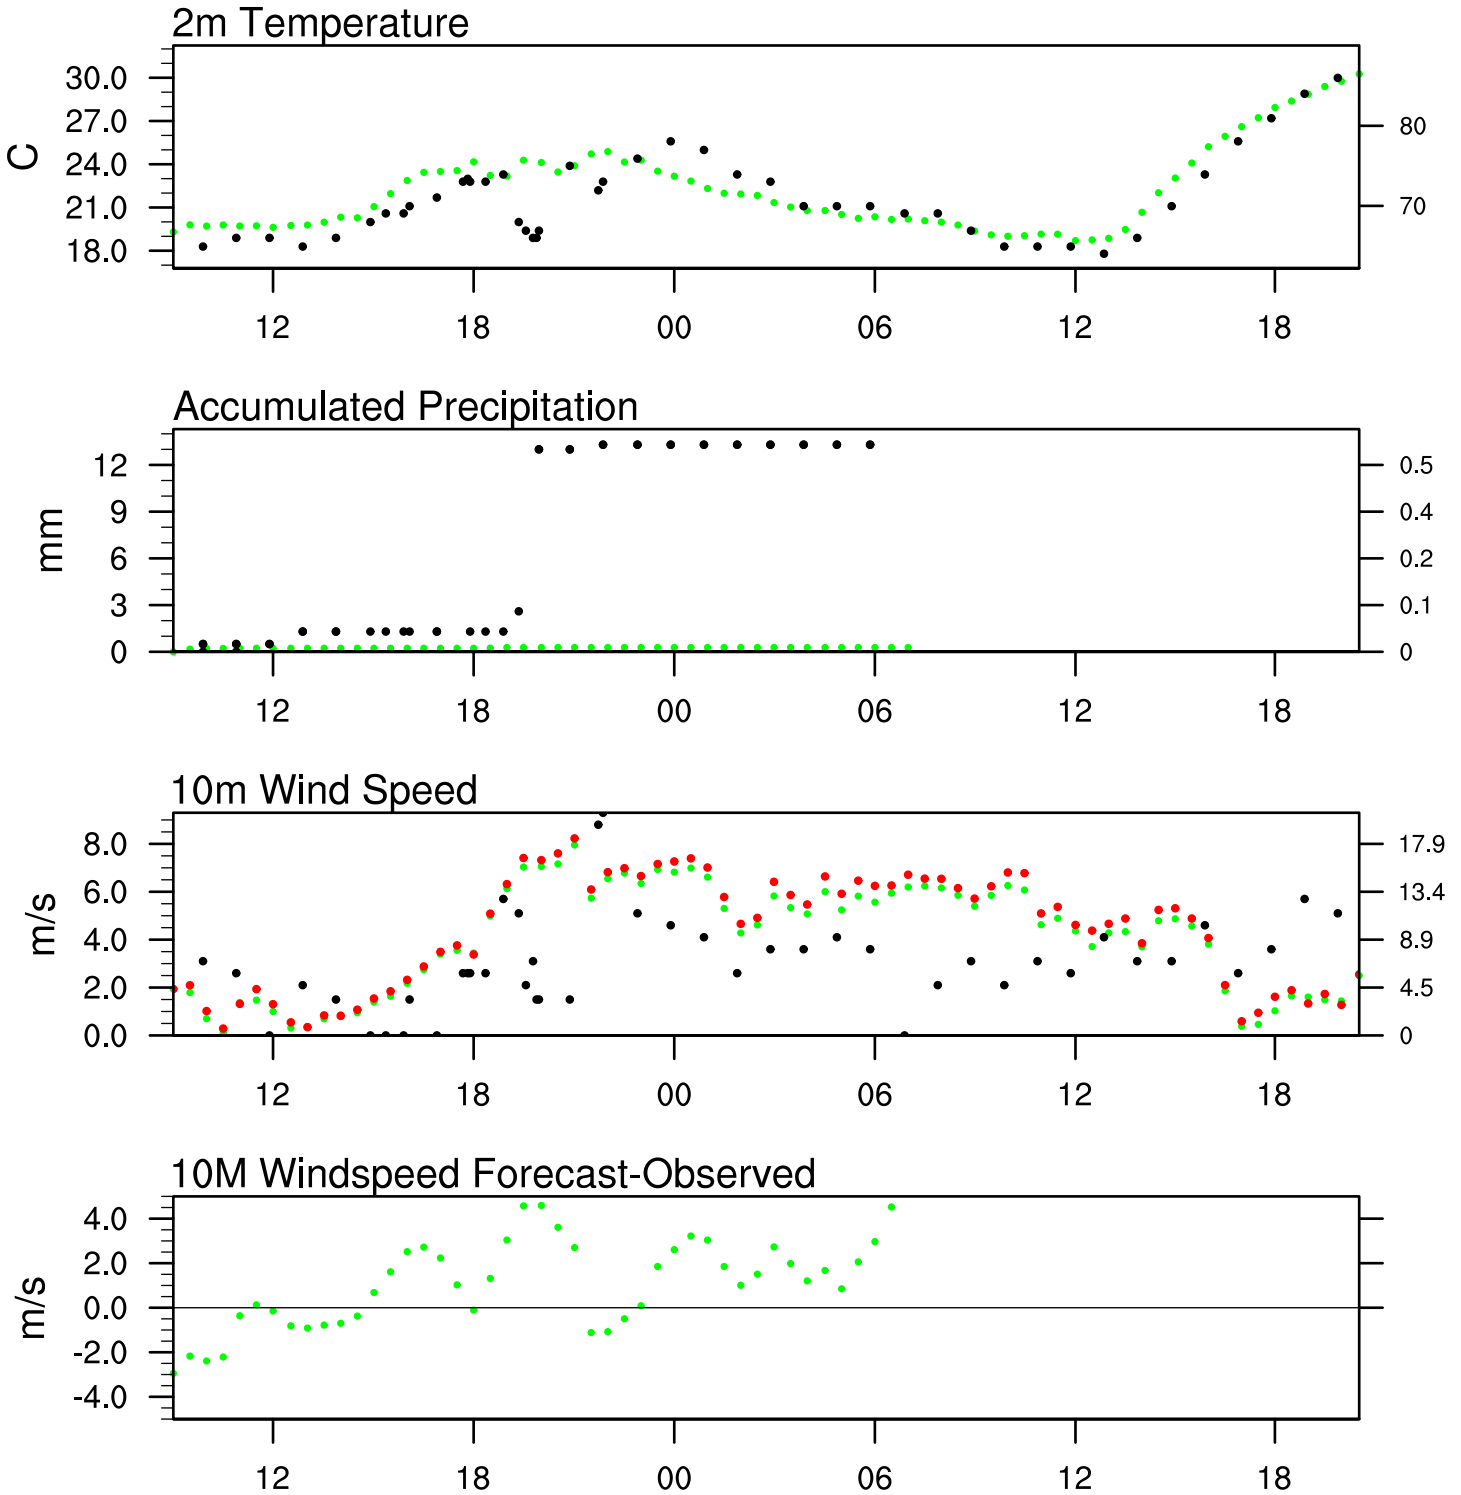 2m Temperature
30.0
27.0
24.0
21.0
18.0
C
80
70
12 18 00 06 12 18
Accumulated Precipitation
12
9
6
3
0
mm
0.5
0.4
0.2
0.1
0
12 18 00 06 12 18
10m Wind Speed
8.0
6.0
4.0
2.0
0.0
m/s
17.9
13.4
8.9
4.5
0
12 18 00 06 12 18
10M Windspeed Forecast-Observed
4.0
2.0
0.0
-2.0
-4.0
m/s
12 18 00 06 12 18